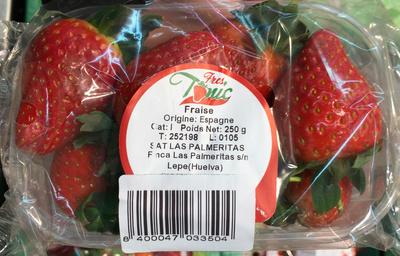 Fres
Tonic
Fraise
Origine: Espagne
Cat: I Poids Net: 250 g
T: 252198 L: 0105
SAT LAS PALMERITAS
Finca Las Palmeritas s/n
Lepe(Huelva)
8 400047 033504